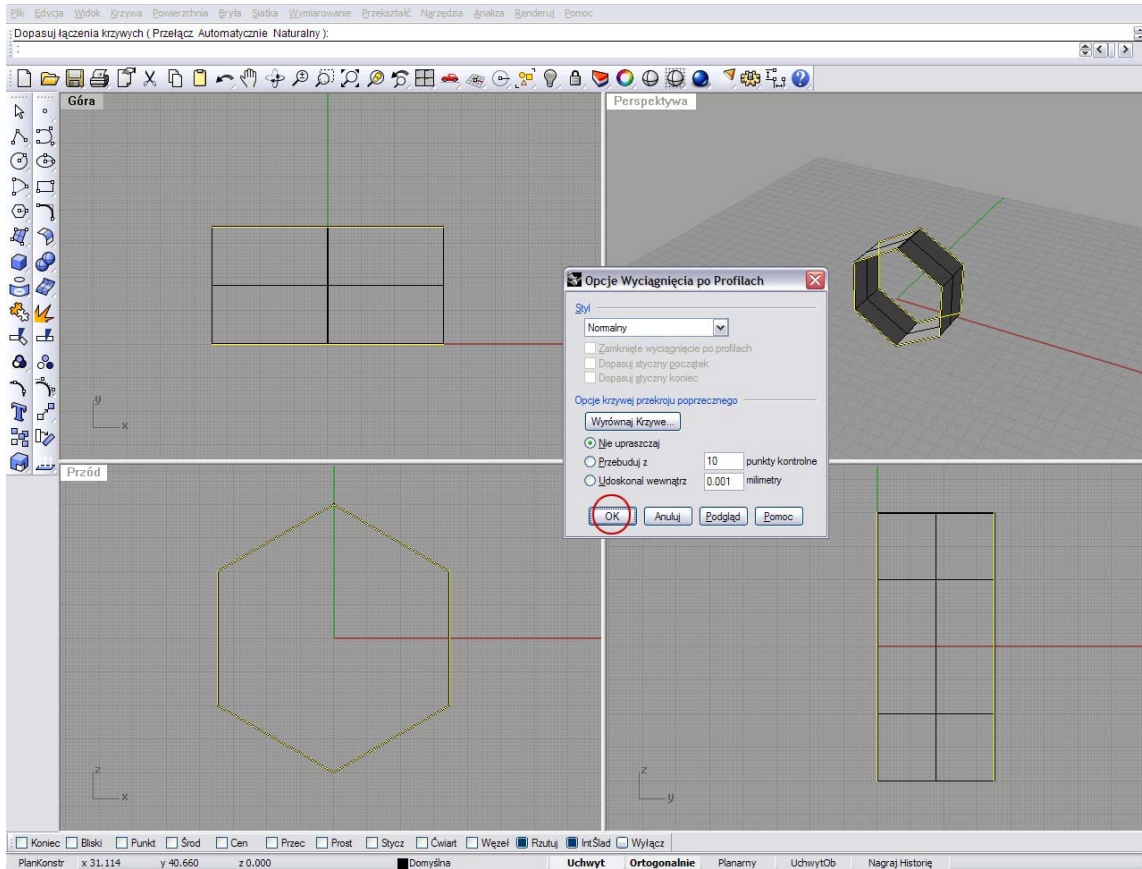 Plik Edycja Widok Krzywa Powierzchnia Bryła Siatka Wymiarowanie Przekształć Narzędzia Analiza Renderuj Pomoc
Dopasuj łączenia krzywych ( Przełącz Automatycznie Naturalny ):
:
Góra
Perspektywa
y
x
Opcje Wyciągnięcia po Profilach
Styl
Normalny
Zamknięte wyciągnięcie po profilach
Dopasuj styczny początek
Dopasuj styczny koniec
Opcje krzywej przekroju poprzecznego
Wyrównaj Krzywe...
Nie upraszczaj
Przebuduj z 10 punkty kontrolne
Udoskonal wewnątrz 0.001 milimetry
OK Anuluj Podgląd Pomoc
Przód
z
x
z
y
Koniec Bliski Punkt Środ Cen Przec Prost Stycz Ćwiart Węzeł Rzutuj IntŚlad Wyłącz
PlanKonstr x 31.114 y 40.660 z 0.000 Domyślna Uchwyt Ortogonalnie Planarny UchwytOb Nagraj Historię